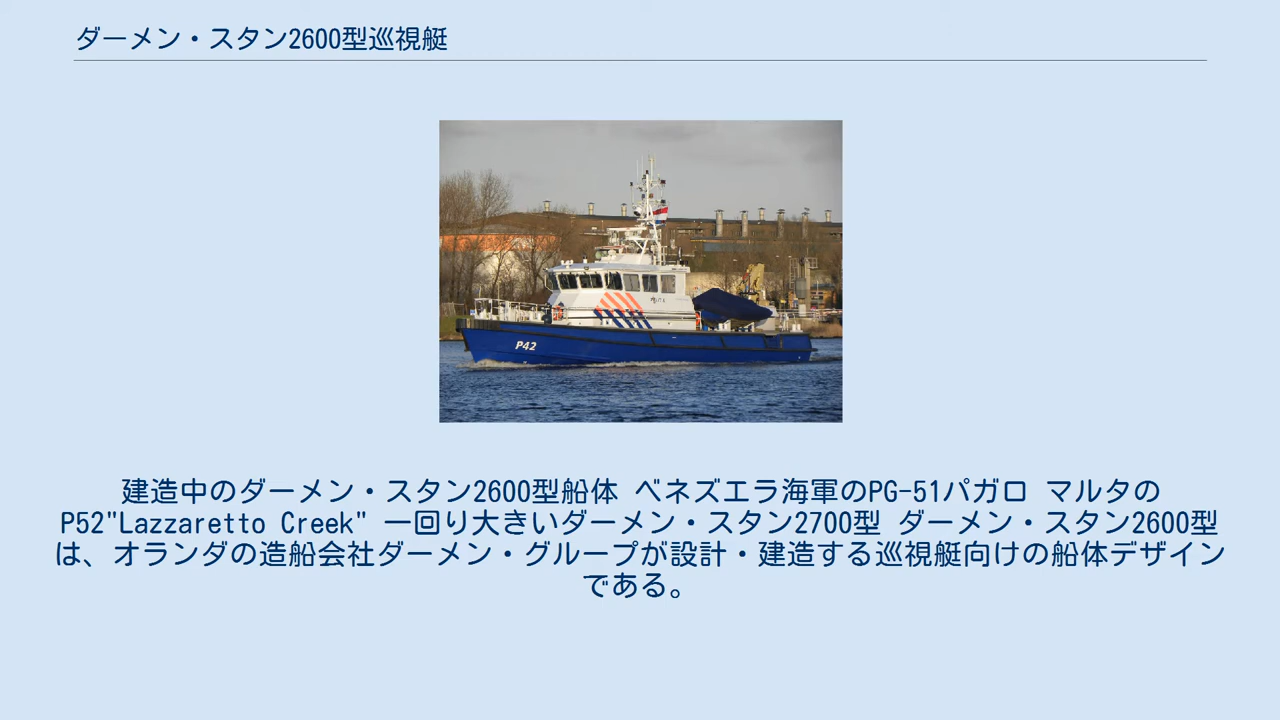 ダーメン・スタン2600型巡視艇
P42
建造中のダーメン・スタン2600型船体 ベネズエラ海軍のPG-51パガロ マルタの
P52"Lazzaretto Creek" 一回り大きいダーメン・スタン2700型 ダーメン・スタン2600型
は、オランダの造船会社ダーメン・グループが設計・建造する巡視艇向けの船体デザイン
である。